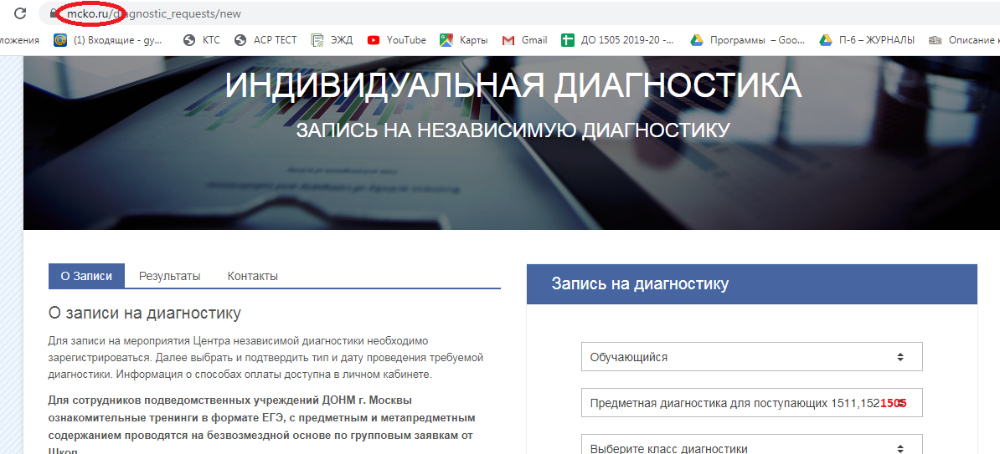 mcko.ru/diagnostic_requests/new
ложения (1) Входящие - gy... КТС АСР ТЕСТ ЭЖД YouTube Карты Gmail ДО 1505 2019-20 -... Программы – Goo... П-6 – ЖУРНАЛЫ Описание
ИНДИВИДУАЛЬНАЯ ДИАГНОСТИКА
ЗАПИСЬ НА НЕЗАВИСИМУЮ ДИАГНОСТИКУ
О Записи Результаты Контакты
О записи на диагностику
Для записи на мероприятия Центра независимой диагностики необходимо
зарегистрироваться. Далее выбрать и подтвердить тип и дату проведения требуемой
диагностики. Информация о способах оплаты доступна в личном кабинете.
Для сотрудников подведомственных учреждений ДОНМ г. Москвы
ознакомительные тренинги в формате ЕГЭ, с предметным и метапредметным
содержанием проводятся на безвозмездной основе по групповым заявкам от
Школ
Запись на диагностику
Обучающийся
Предметная диагностика для поступающих 1511,1521505
Выберите класс диагностики